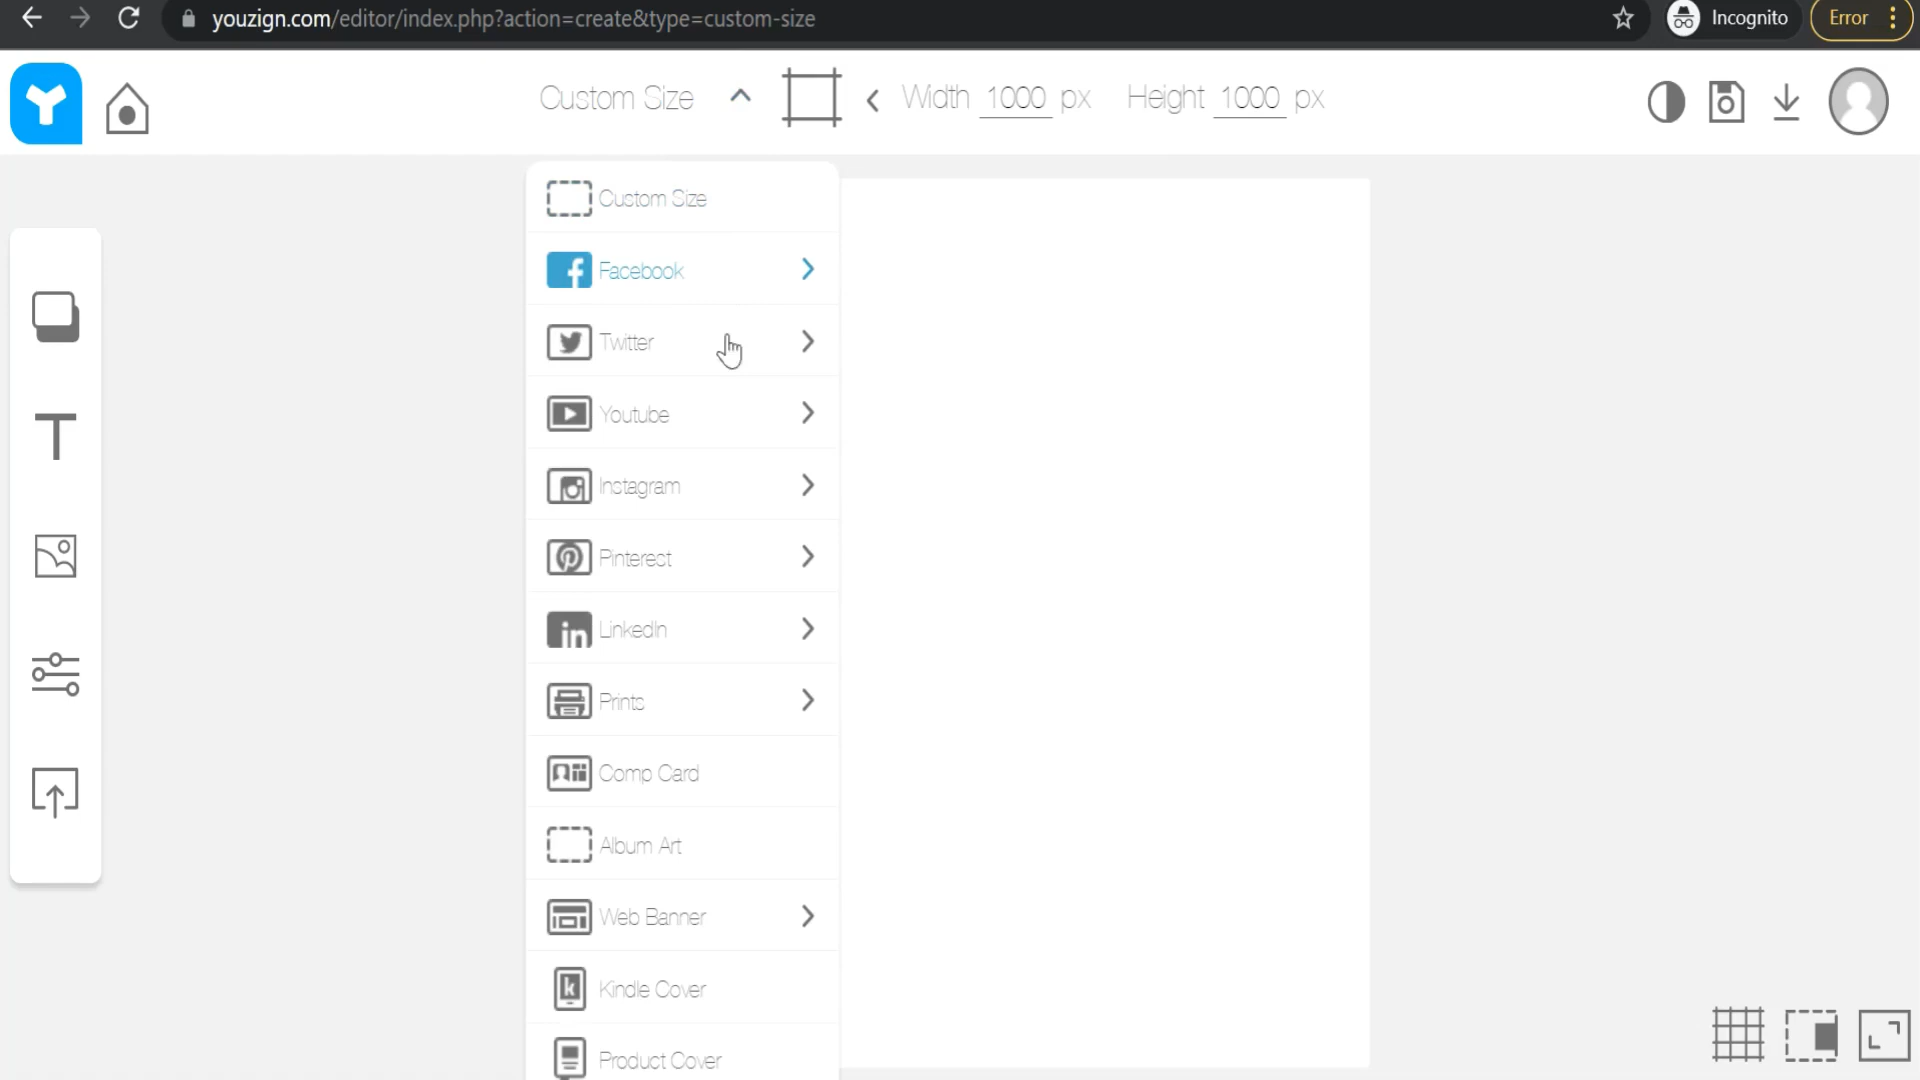 youzign.com/editor/index.php?action=create&type=custom-size
Incognito
Error
Custom Size
Width 1000 px
Height 1000 px
Custom Size
Facebook
Twitter
Youtube
Instagram
Pinterest
LinkedIn
Prints
Comp Card
Album Art
Web Banner
Kindle Cover
Product Cover